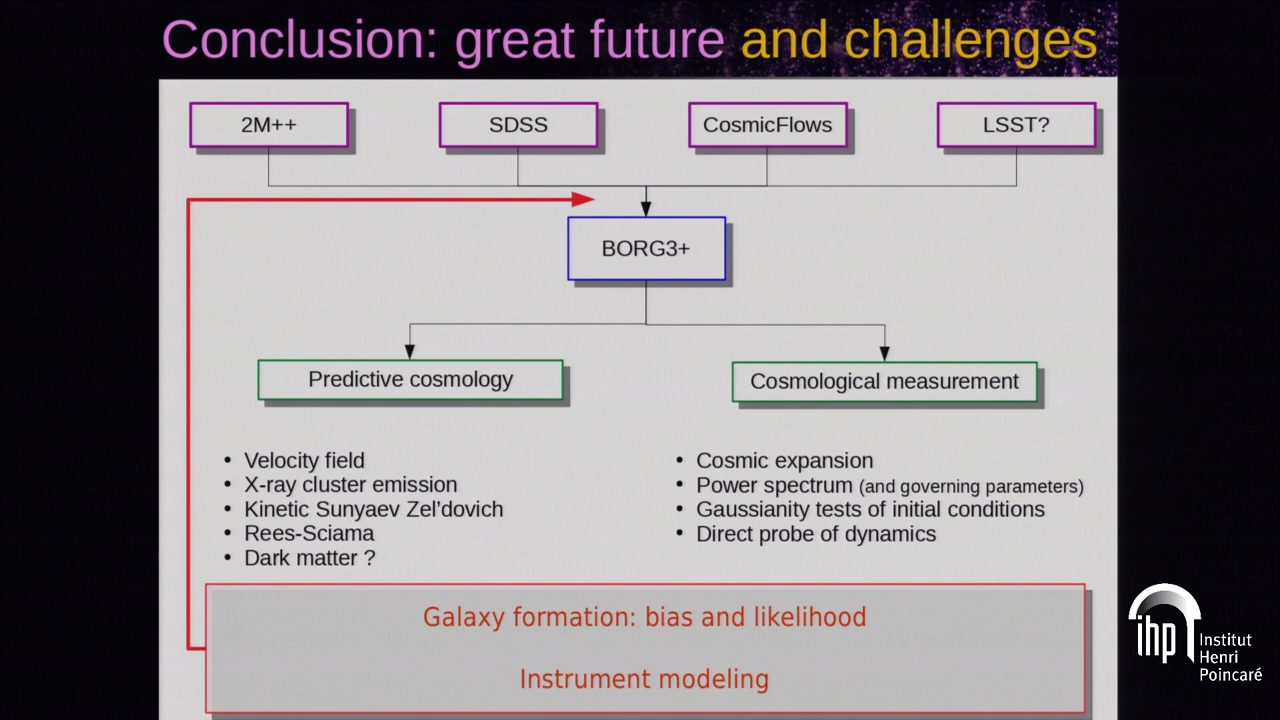 Conclusion: great future and challenges
2M++
SDSS
CosmicFlows
LSST?
BORG3+
Predictive cosmology
Cosmological measurement
• Velocity field
• X-ray cluster emission
• Kinetic Sunyaev Zel’dovich
• Rees-Sciama
• Dark matter ?
• Cosmic expansion
• Power spectrum (and governing parameters)
• Gaussianity tests of initial conditions
• Direct probe of dynamics
Galaxy formation: bias and likelihood
Instrument modeling
ihp
Institut
Henri
Poincaré